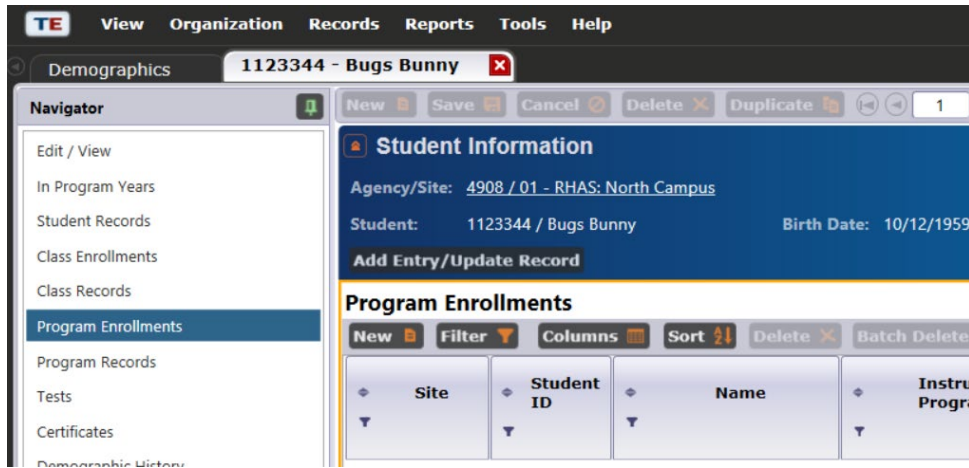 TE View Organization Records Reports Tools Help
Demographics 1123344 - Bugs Bunny
Navigator
New Save Cancel Delete Duplicate 1
Edit / View
In Program Years
Student Records
Class Enrollments
Class Records
Program Enrollments
Program Records
Tests
Certificates
Demographic History
Student Information
Agency/Site: 4908 / 01 - RHAS: North Campus
Student: 1123344 / Bugs Bunny Birth Date: 10/12/1959
Add Entry/Update Record
Program Enrollments
New Filter Columns Sort Delete Batch Delete
Site Student ID Name